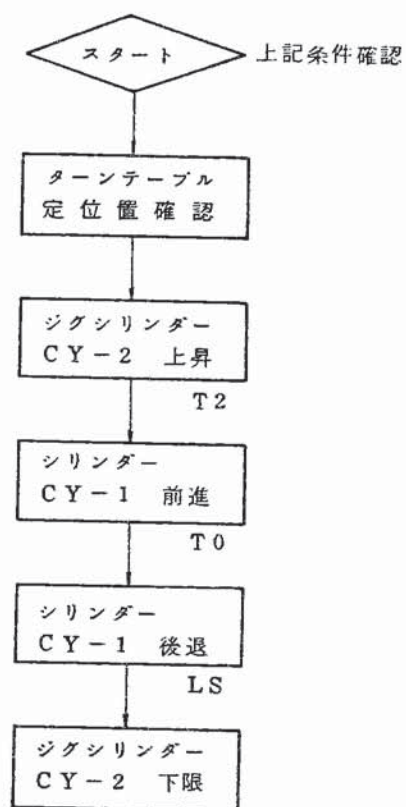 スタート
上記条件確認
ターンテーブル
定位置確認
ジグシリンダー
CY-2 上昇
T2
シリンダー
CY-1 前進
T0
シリンダー
CY-1 後退
LS
ジグシリンダー
CY-2 下限